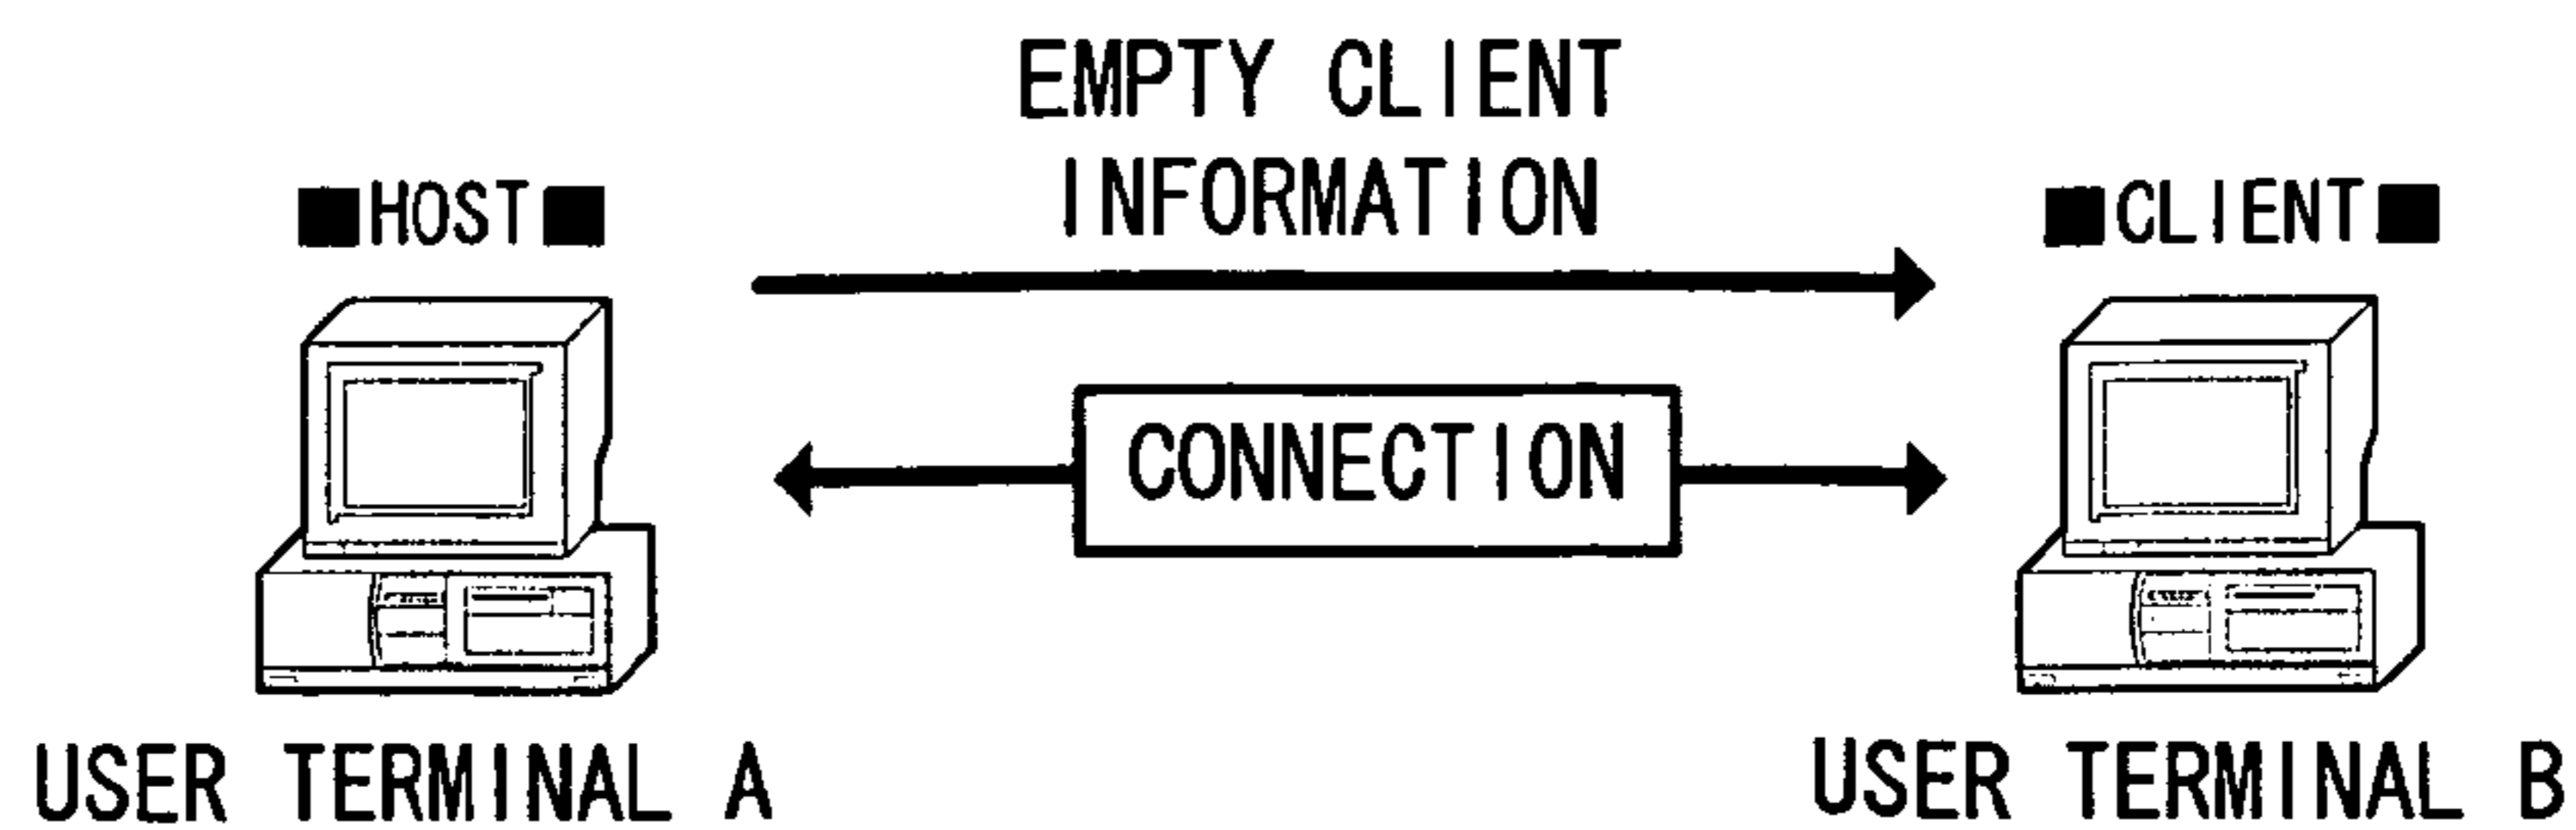 EMPTY CLIENT
INFORMATION
■HOST■
■CLIENT■
CONNECTION
USER TERMINAL A
USER TERMINAL B